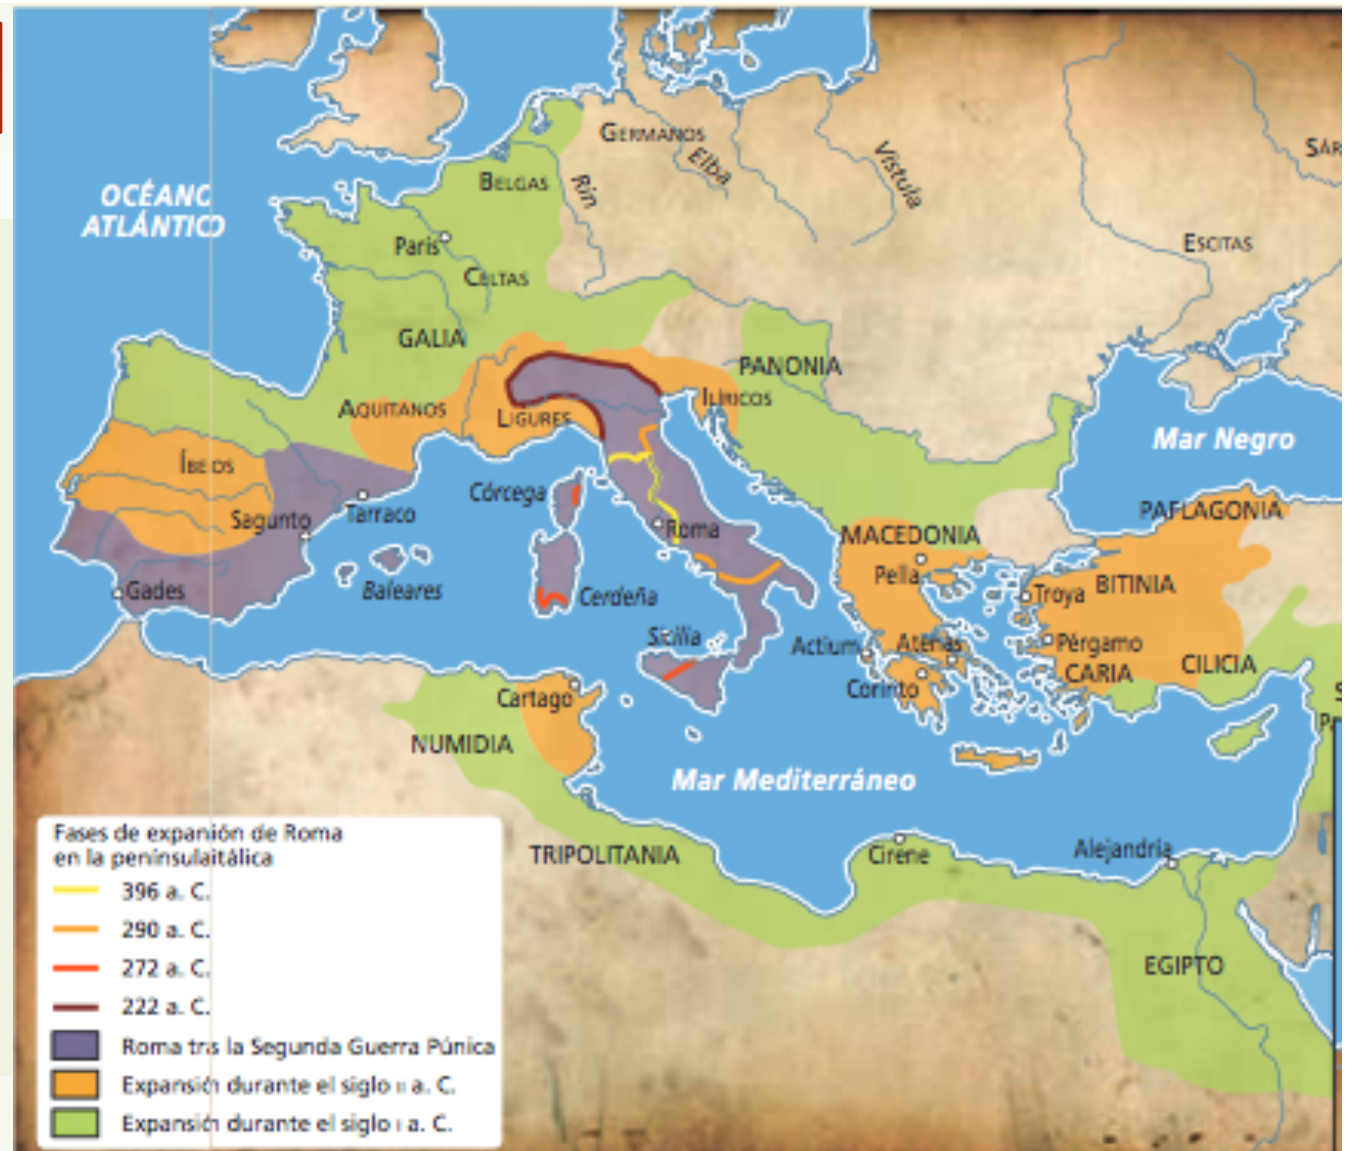 GERMANOS
Elba
Vístula
SÁR
BELGAS
Rin
OCÉANO
ATLÁNTICO
París
ESCITAS
CELTAS
GALIA
PANONIA
ILÍRICOS
AQUITANOS
LIGURES
Mar Negro
ÍBEROS
Córcega
Sagunto
Tarraco
Roma
PAFLAGONIA
MACEDONIA
Pella
BITINIA
Troya
Gades
Baleares
Cerdeña
Sicilia
Actium
Atenas
Pérgamo
CILICIA
CARIA
Corinto
Cartago
NUMIDIA
Mar Mediterráneo
TRIPOLITANIA
Cirene
Alejandría
EGIPTO
Fases de expanión de Roma
en la penínsulaitálica
396 a. C.
290 a. C.
272 a. C.
222 a. C.
Roma tras la Segunda Guerra Púnica
Expansión durante el siglo II a. C.
Expansión durante el siglo I a. C.